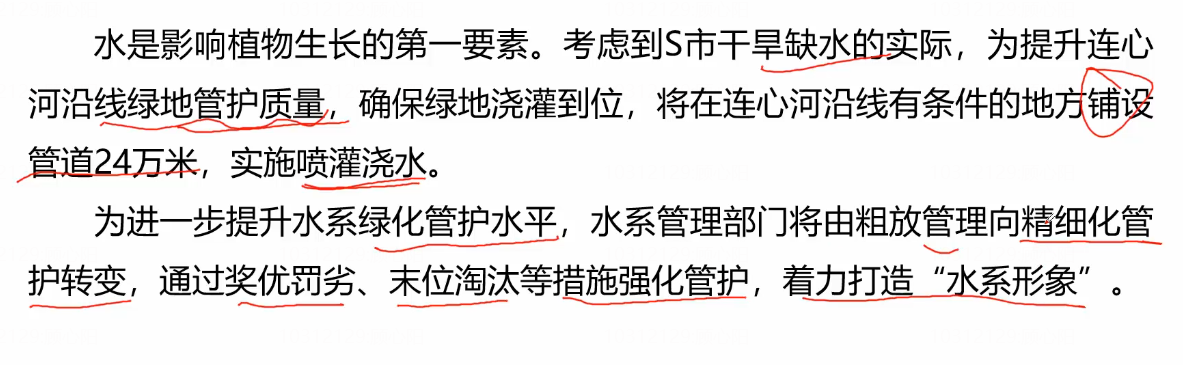 水是影响植物生长的第一要素。考虑到S市干旱缺水的实际，为提升连心
河沿线绿地管护质量，确保绿地浇灌到位，将在连心河沿线有条件的地方铺设
管道24万米，实施喷灌浇水。
为进一步提升水系绿化管护水平，水系管理部门将由粗放管理向精细化管
护转变，通过奖优罚劣、末位淘汰等措施强化管护，着力打造“水系形象”。